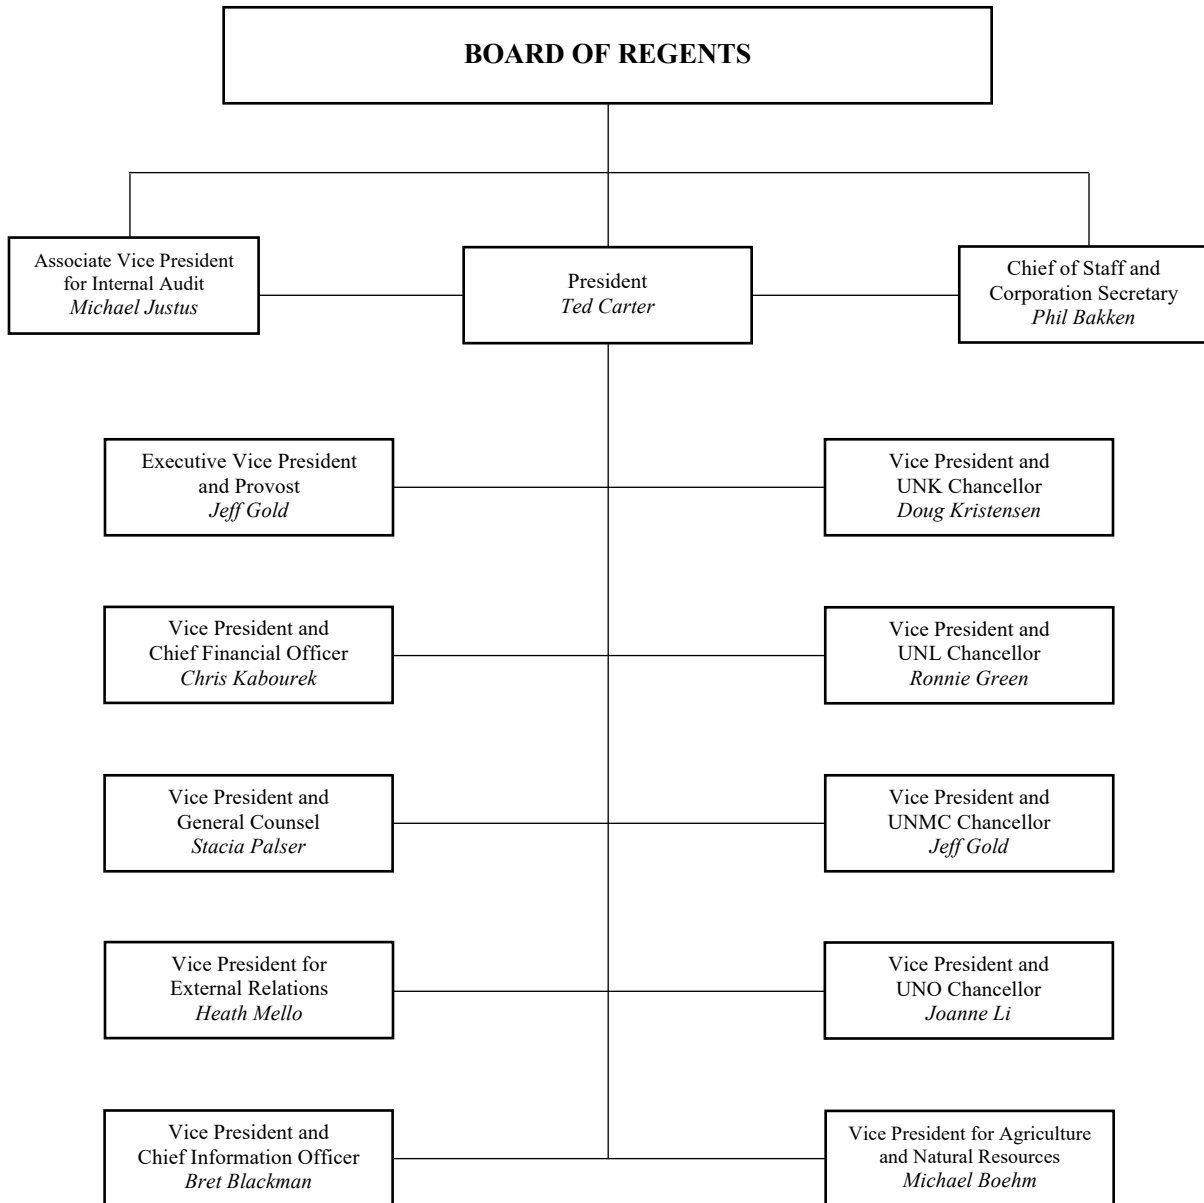 BOARD OF REGENTS
Associate Vice President
for Internal Audit
Michael Justus
President
Ted Carter
Chief of Staff and
Corporation Secretary
Phil Bakken
Executive Vice President
and Provost
Jeff Gold
Vice President and
UNK Chancellor
Doug Kristensen
Vice President and
Chief Financial Officer
Chris Kabourek
Vice President and
UNL Chancellor
Ronnie Green
Vice President and
General Counsel
Stacia Palser
Vice President and
UNMC Chancellor
Jeff Gold
Vice President for
External Relations
Heath Mello
Vice President and
UNO Chancellor
Joanne Li
Vice President and
Chief Information Officer
Bret Blackman
Vice President for Agriculture
and Natural Resources
Michael Boehm